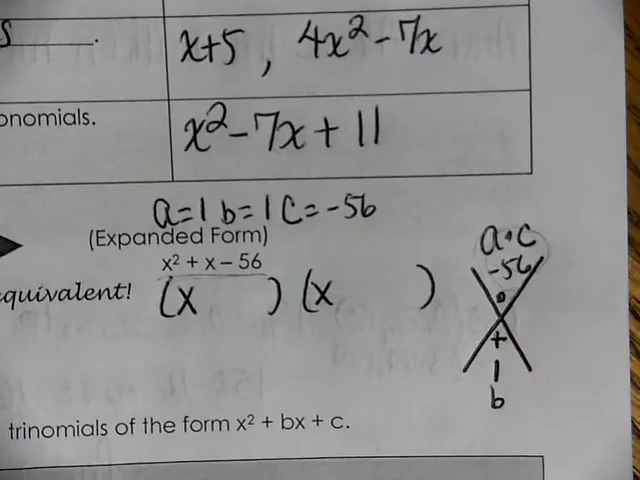 s .
x+5 , 4x²-7x
onomials.
x²-7x+11
a=1 b=1 c=-56
(Expanded Form)
x² + x – 56
equivalent!
(x ) (x )
a•c
-56
•
+
1
b
trinomials of the form x² + bx + c.